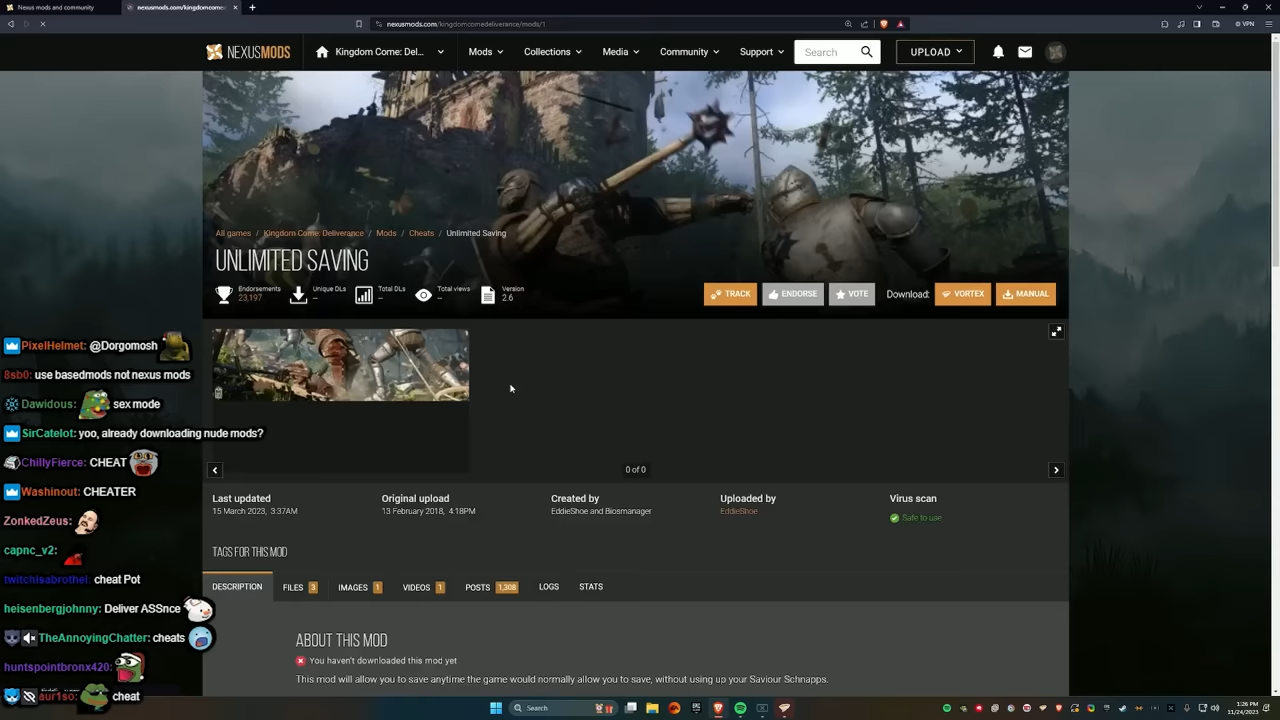 Nexus mods and community
nexusmods.com/kingdomcomedeliveranc
nexusmods.com/kingdomcomedeliverance/mods/1
VPN
NEXUSMODS
Kingdom Come: Del...
Mods
Collections
Media
Community
Support
Search
UPLOAD
All games / Kingdom Come: Deliverance / Mods / Cheats / Unlimited Saving
UNLIMITED SAVING
Endorsements
23,197
Unique DLs
--
Total DLs
--
Total views
--
Version
2.6
TRACK
ENDORSE
VOTE
Download:
VORTEX
MANUAL
0 of 0
Last updated
15 March 2023, 3:37AM
Original upload
13 February 2018, 4:18PM
Created by
EddieShoe and Biosmanager
Uploaded by
EddieShoe
Virus scan
Safe to use
TAGS FOR THIS MOD
DESCRIPTION
FILES 3
IMAGES 1
VIDEOS 1
POSTS 1,308
LOGS
STATS
ABOUT THIS MOD
You haven't downloaded this mod yet
This mod will allow you to save anytime the game would normally allow you to save, without using up your Saviour Schnapps.
PixelHelmet: @Dorgomosh
8sb0: use basedmods not nexus mods
Dawidous: sex mode
SirCatelot: yoo, already downloading nude mods?
ChillyFierce: CHEAT
Washinout: CHEATER
ZonkedZeus:
capnc_v2:
twitchisabrothel: cheat Pot
heisenbergjohnny: Deliver ASSnce
TheAnnoyingChatter: cheats
huntspointbronx420:
aur1so: cheat
Search
1:26 PM
11/24/2023